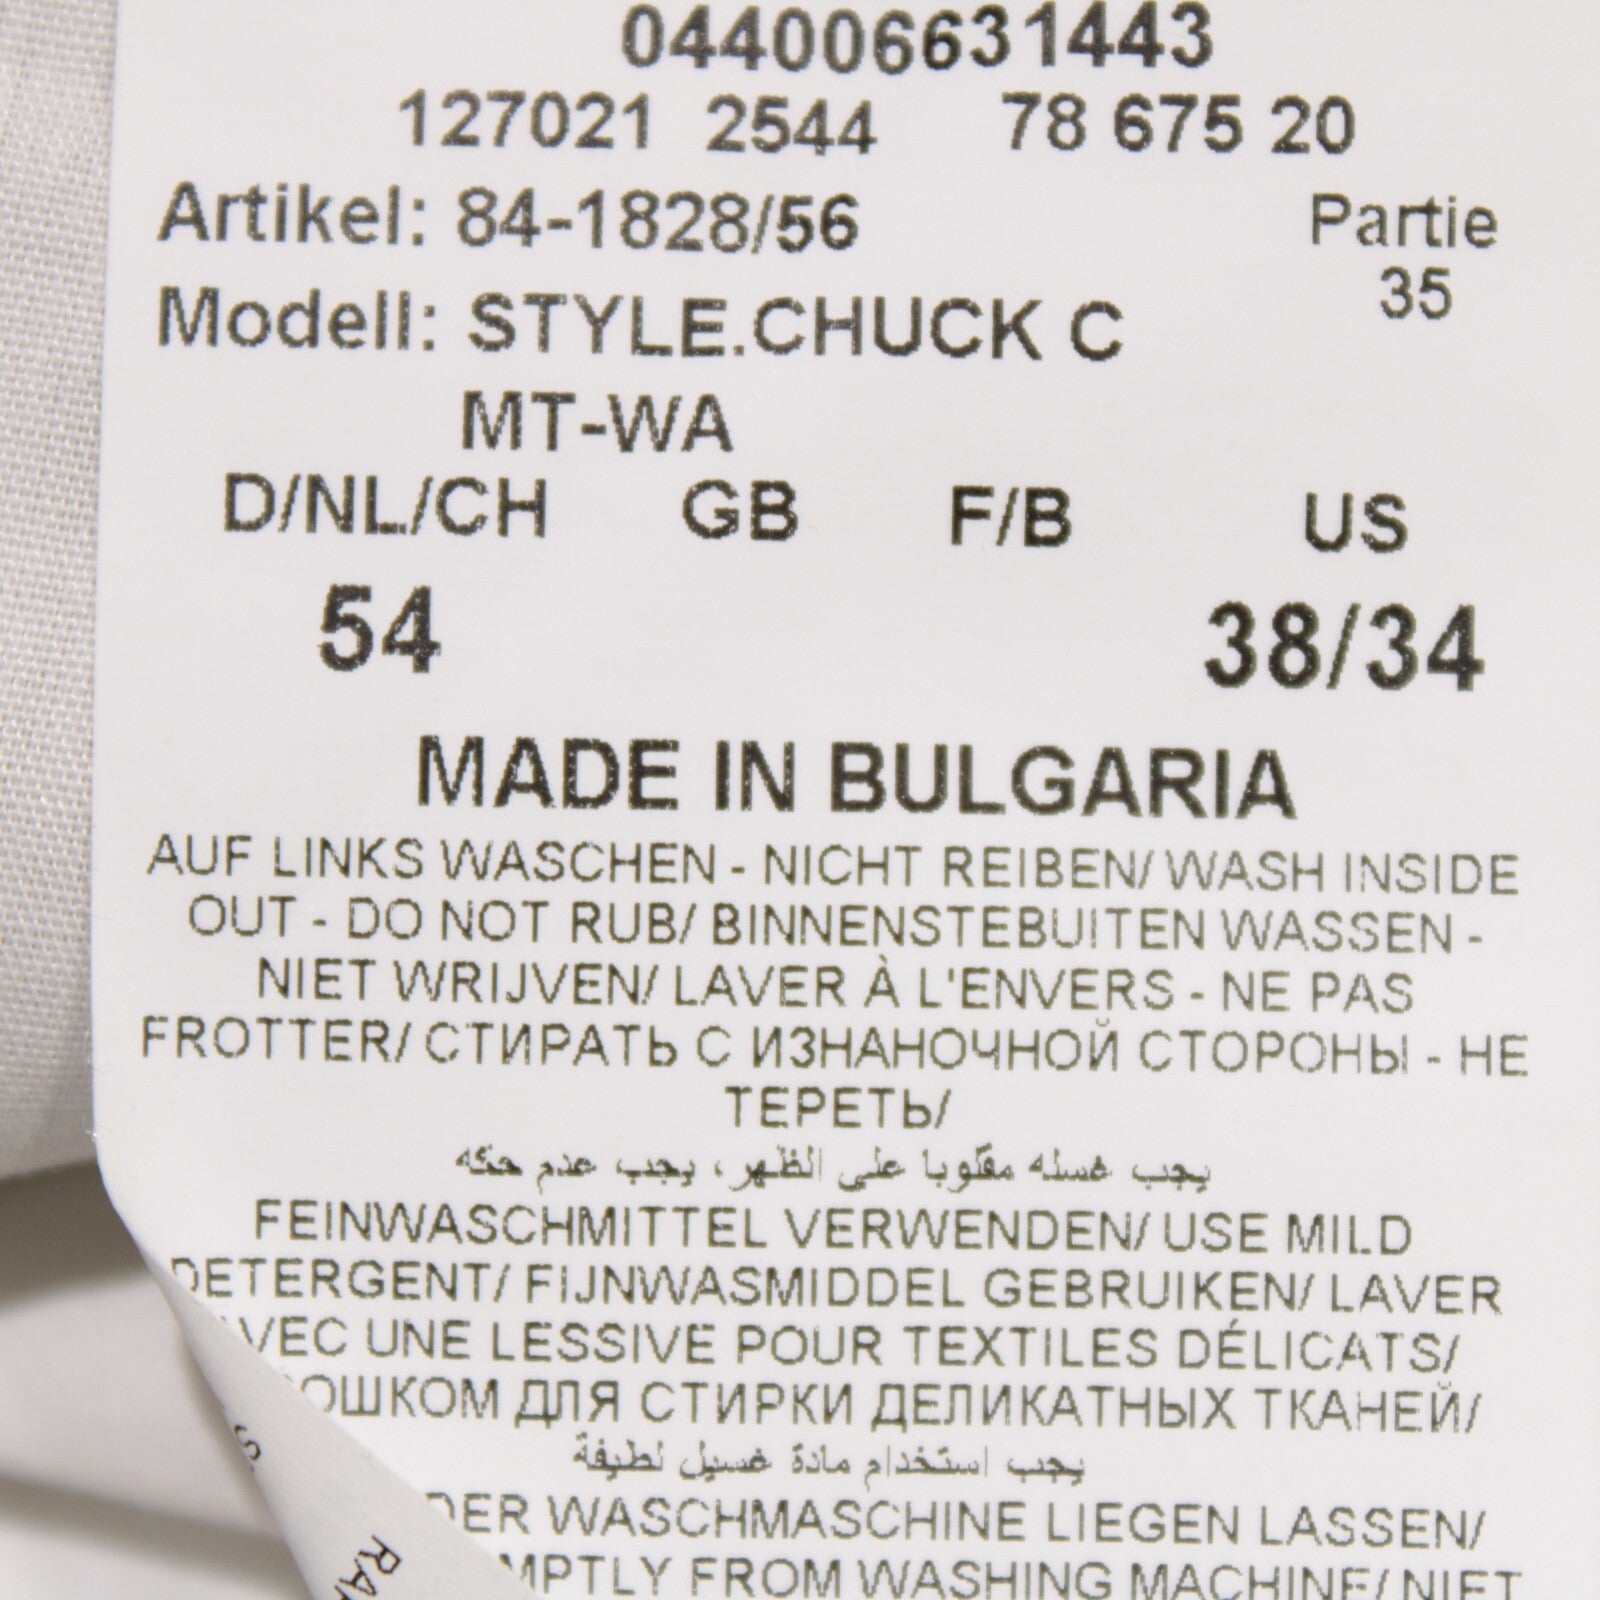 044006631443
127021 2544 78 675 20
Artikel: 84-1828/56 Partie
35
Modell: STYLE.CHUCK C
MT-WA
D/NL/CH GB F/B US
54 38/34
MADE IN BULGARIA
AUF LINKS WASCHEN - NICHT REIBEN/ WASH INSIDE
OUT - DO NOT RUB/ BINNENSTEBUITEN WASSEN -
NIET WRIJVEN/ LAVER À L'ENVERS - NE PAS
FROTTER/ СТИРАТЬ С ИЗНАНОЧНОЙ СТОРОНЫ - НЕ
ТЕРЕТЬ/
يجب غسله مقلوبا على الظهر، يجب عدم حكه
FEINWASCHMITTEL VERWENDEN/ USE MILD
DETERGENT/ FIJNWASMIDDEL GEBRUIKEN/ LAVER
VEC UNE LESSIVE POUR TEXTILES DÉLICATS/
ОШКОМ ДЛЯ СТИРКИ ДЕЛИКАТНЫХ ТКАНЕЙ/
يجب استخدام مادة غسيل لطيفة
DER WASCHMASCHINE LIEGEN LASSEN/
MPTLY FROM WASHING MACHINE/ NIET